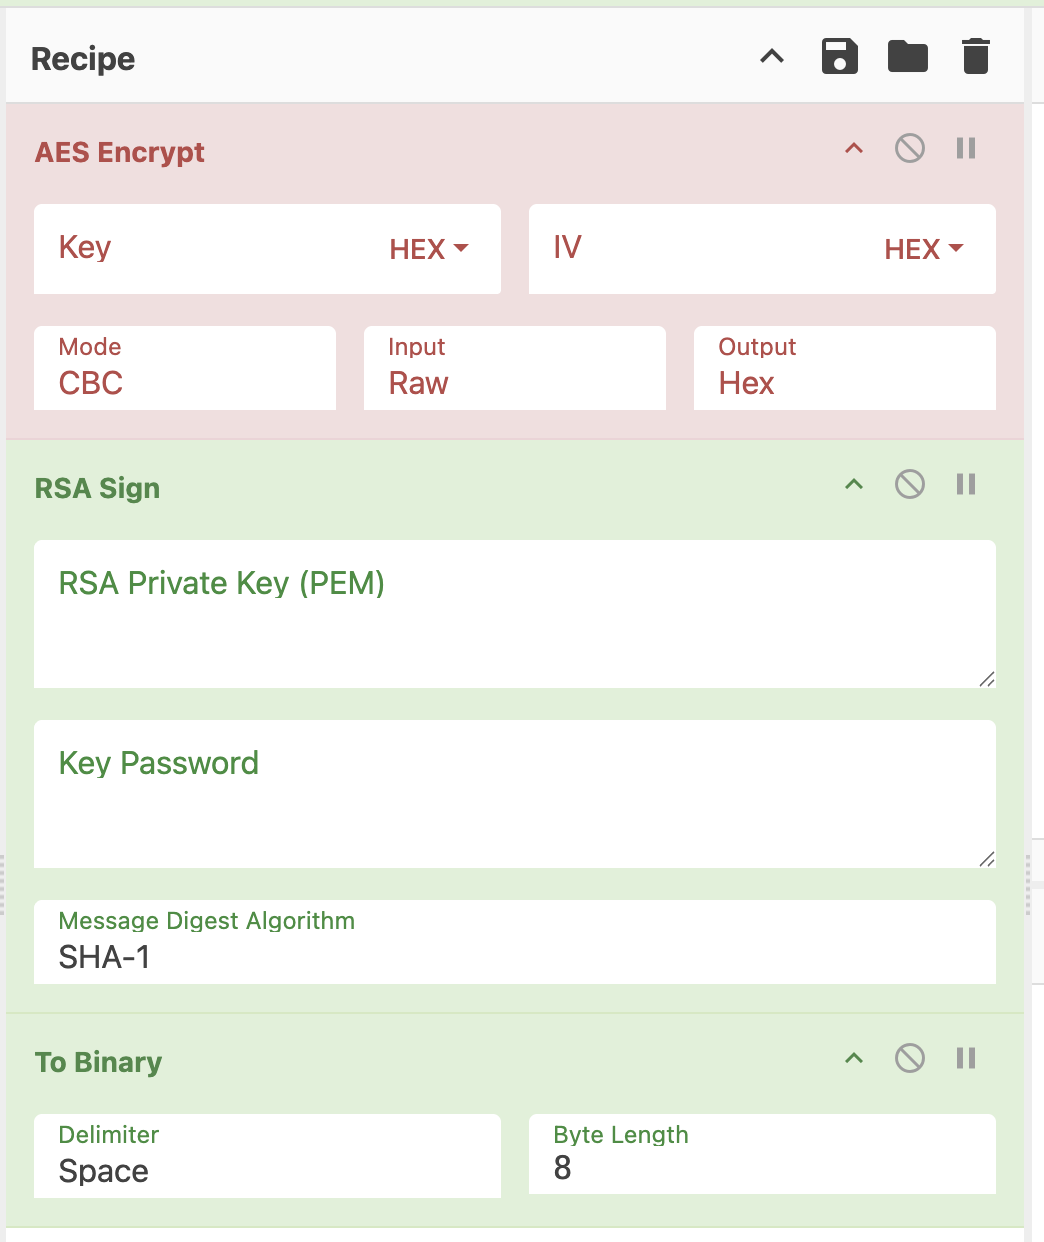 Recipe
AES Encrypt
Key HEX IV HEX
Mode Input Output
CBC Raw Hex
RSA Sign
RSA Private Key (PEM)
Key Password
Message Digest Algorithm
SHA-1
To Binary
Delimiter Byte Length
Space 8